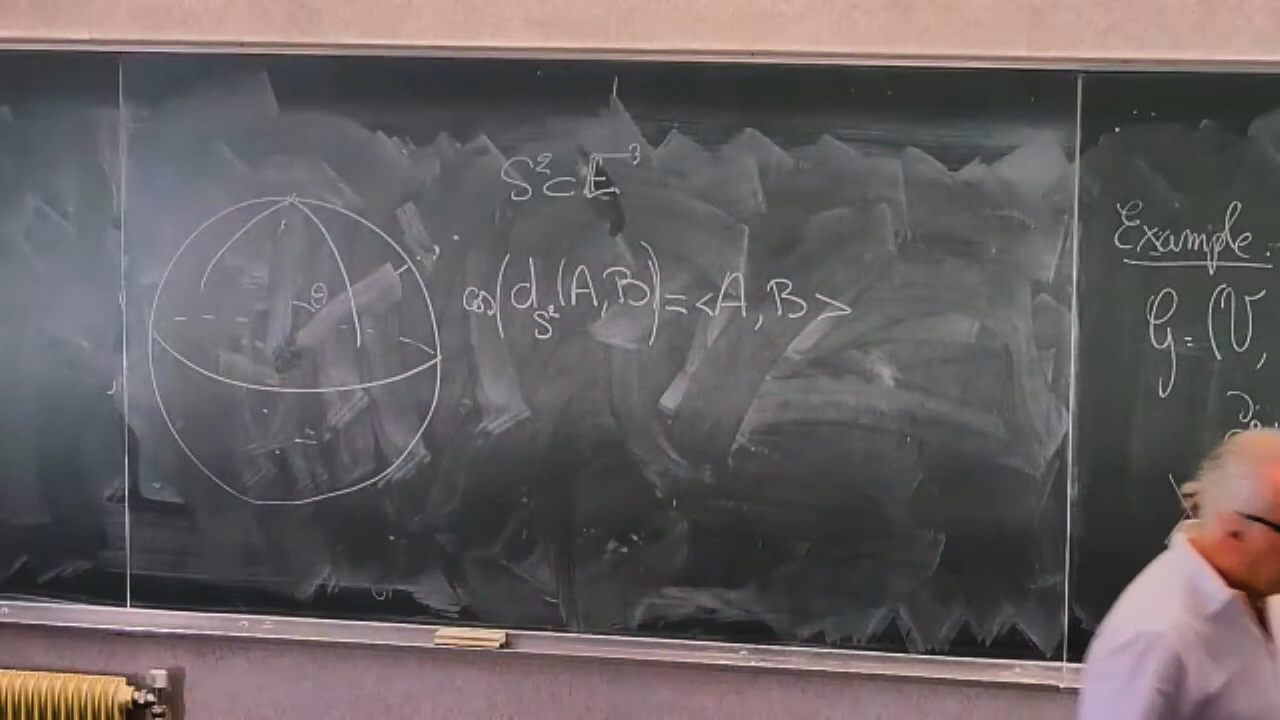 S² ⊂ E³
θ
cos(d_{S²}(A,B)) = <A,B>
Example.
G = (V,